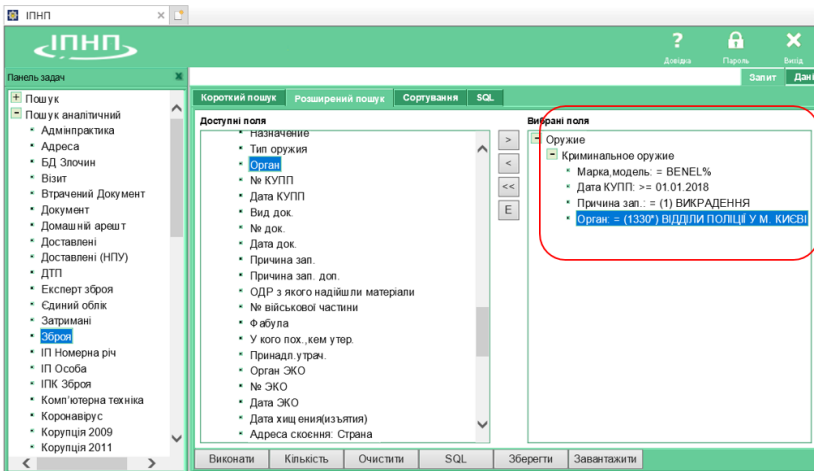 ІПНП
ІПНП
?
Довідка
Пароль
Вихід
Панель задач
Запит
Дані
Пошук
Пошук аналітичний
Адмінпрактика
Адреса
БД Злочин
Візит
Втрачений Документ
Документ
Домашній арешт
Доставлені
Доставлені (НПУ)
ДТП
Експерт зброя
Єдиний облік
Затримані
Зброя
ІП Номерна річ
ІП Особа
ІПК Зброя
Комп'ютерна техніка
Коронавірус
Корупція 2009
Корупція 2011
Короткий пошук
Розширений пошук
Сортування
SQL
Доступні поля
Назначение
Тип оружия
Орган
№ КУПП
Дата КУПП
Вид док.
№ док.
Дата док.
Причина зап.
Причина зап. доп.
ОДР з якого надійшли матеріали
№ військової частини
Фабула
У кого пох.,кем утер.
Принадл.утрач.
Орган ЭКО
№ ЭКО
Дата ЭКО
Дата хищ ения(изъятия)
Адреса скоєння: Страна
>
<
<<
E
Вибрані поля
Оружие
Криминальное оружие
Марка,модель: = BENEL%
Дата КУПП: >= 01.01.2018
Причина зап.: = (1) ВИКРАДЕННЯ
Орган: = (1330*) ВІДДІЛИ ПОЛІЦІЇ У М. КИЄВІ
Виконати
Кількість
Очистити
SQL
Зберегти
Завантажити